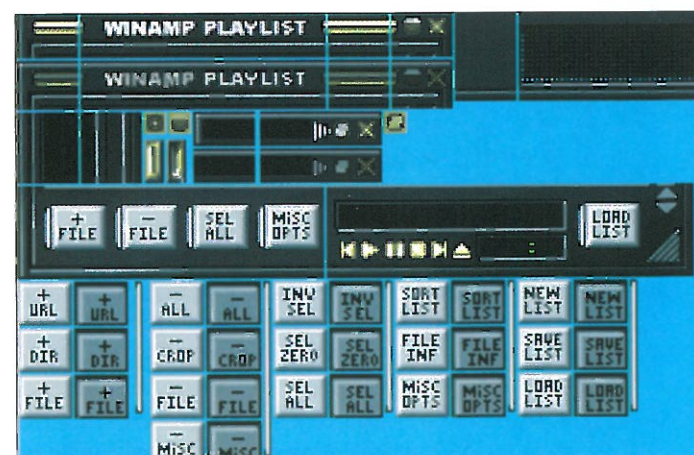 WINAMP PLAYLIST
WINAMP PLAYLIST
+ FILE
- FILE
SEL ALL
MiSC OPTS
LOAD LIST
+ URL + URL - ALL - ALL INV SEL INV SEL SORT LIST SORT LIST NEW LIST NEW LIST
+ DIR + DIR - CROP - CROP SEL ZERO SEL ZERO FILE INF FILE INF SAVE LIST SAVE LIST
+ FILE + FILE - FILE - FILE SEL ALL SEL ALL MiSC OPTS MiSC OPTS LOAD LIST LOAD LIST
- MiSC - MiSC